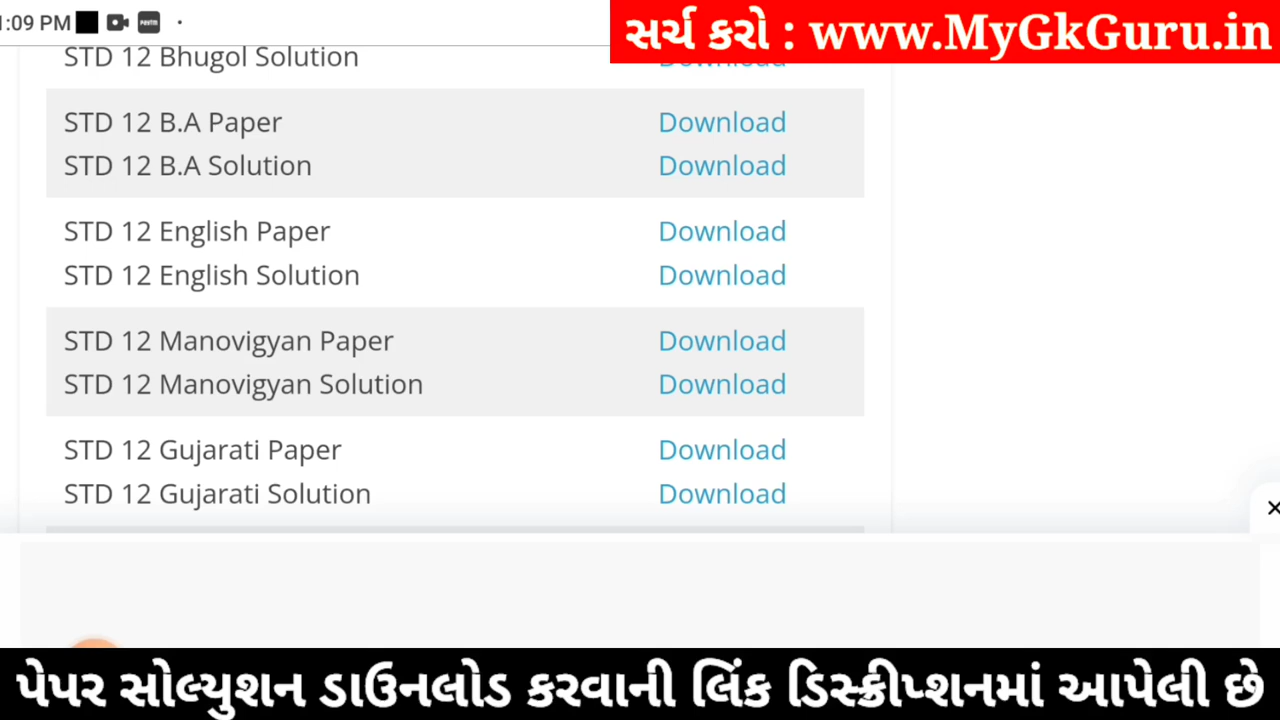 1:09 PM
સર્ચ કરો : www.MyGkGuru.in
STD 12 Bhugol Solution Download
STD 12 B.A Paper Download
STD 12 B.A Solution Download
STD 12 English Paper Download
STD 12 English Solution Download
STD 12 Manovigyan Paper Download
STD 12 Manovigyan Solution Download
STD 12 Gujarati Paper Download
STD 12 Gujarati Solution Download
પેપર સોલ્યુશન ડાઉનલોડ કરવાની લિંક ડિસ્ક્રીપ્શનમાં આપેલી છે